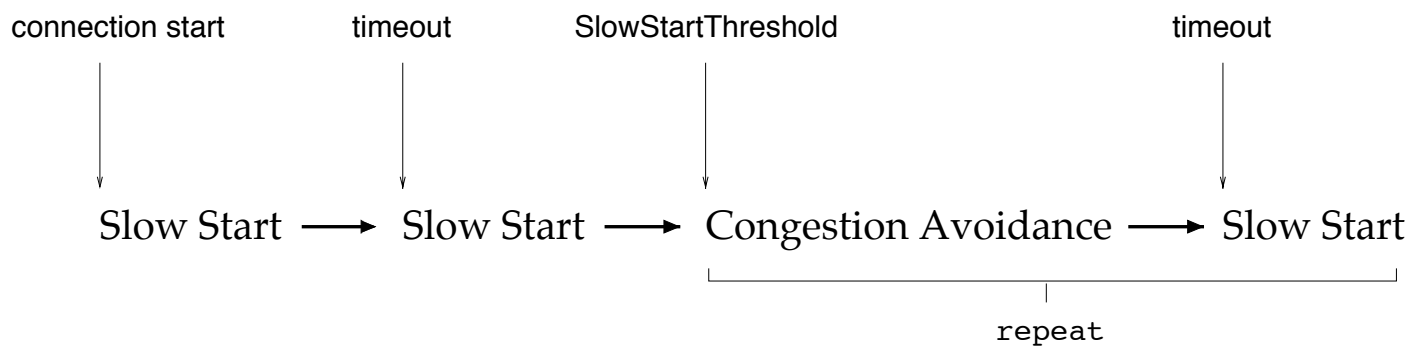 connection start timeout SlowStartThreshold timeout
Slow Start Slow Start Congestion Avoidance Slow Start
repeat